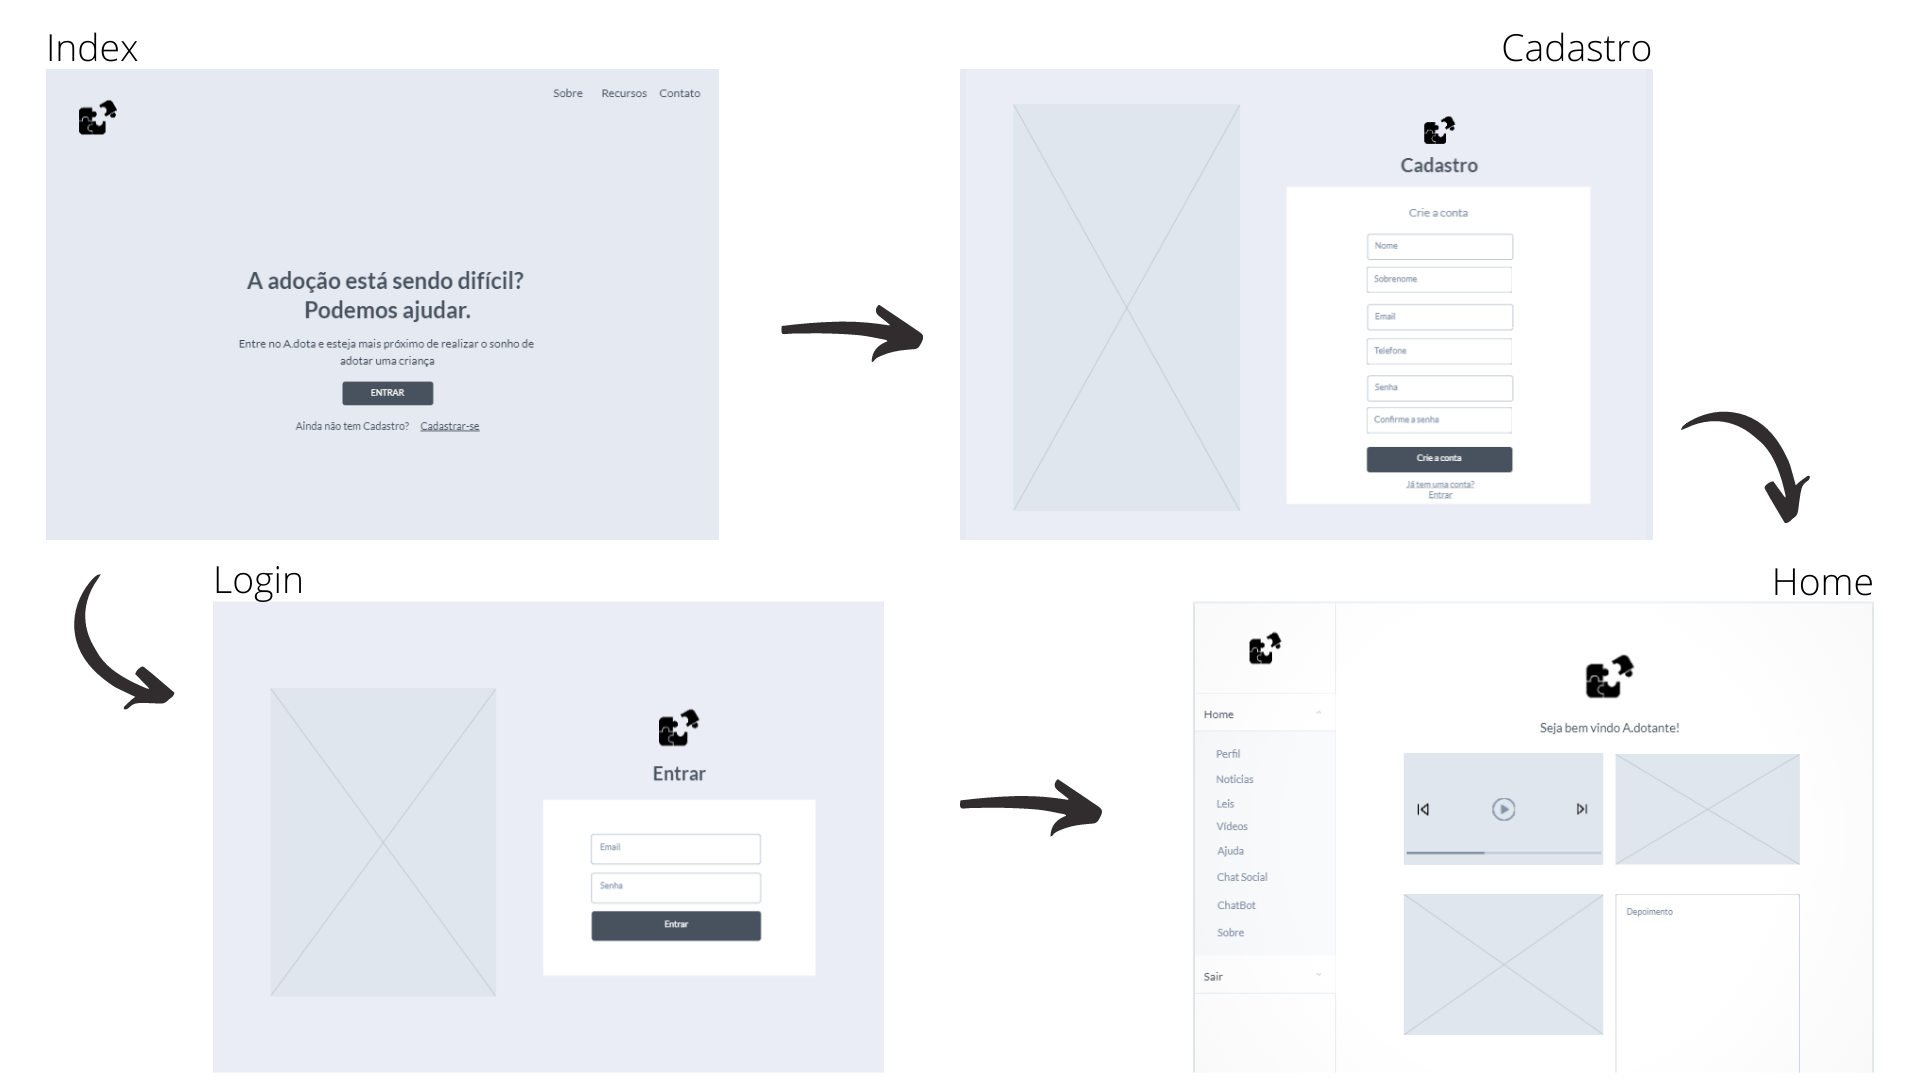 Index
Sobre Recursos Contato
A adoção está sendo difícil?
Podemos ajudar.
Entre no A.dota e esteja mais próximo de realizar o sonho de
adotar uma criança
ENTRAR
Ainda não tem Cadastro? Cadastrar-se
Cadastro
Cadastro
Crie a conta
Nome
Sobrenome
Email
Telefone
Senha
Confirme a senha
Crie a conta
Já tem uma conta?
Entrar
Login
Entrar
Email
Senha
Entrar
Home
Home
Perfil
Notícias
Leis
Vídeos
Ajuda
Chat Social
ChatBot
Sobre
Sair
Seja bem vindo A.dotante!
Depoimento